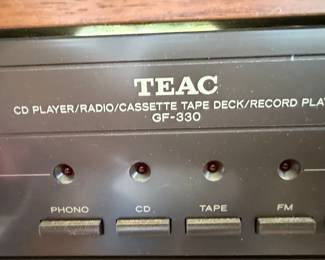 TEAC
CD PLAYER/RADIO/CASSETTE TAPE DECK/RECORD PLA
GF-330
PHONO CD TAPE FM